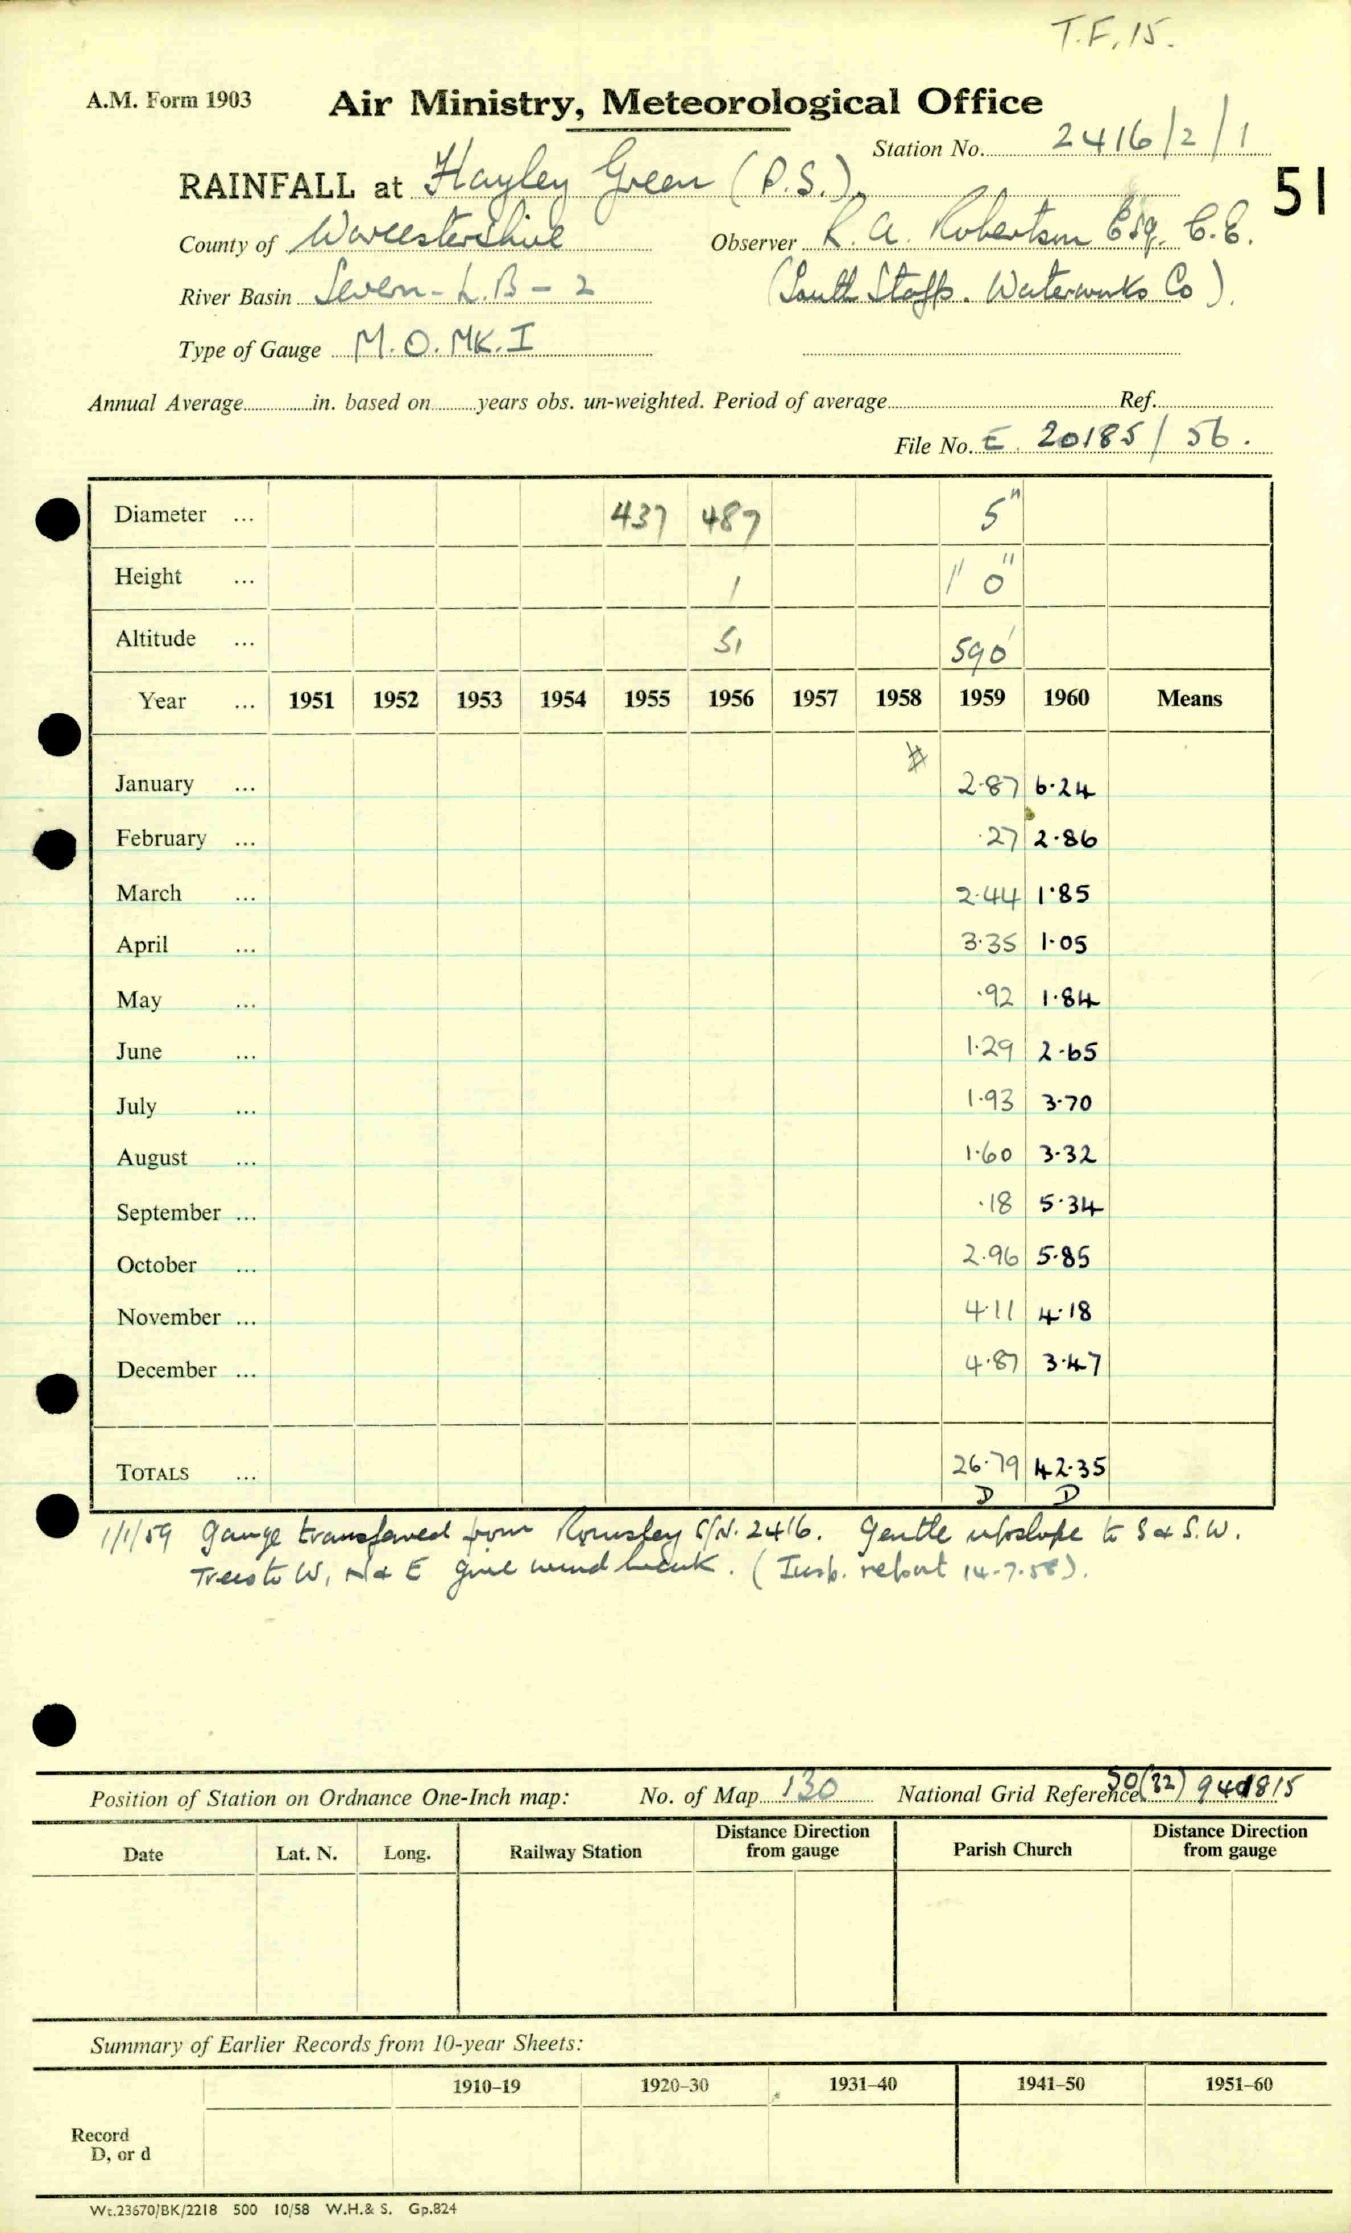 T.F. 15.
A.M. Form 1903 Air Ministry, Meteorological Office
Station No. 2416/2/1
RAINFALL at Hayley Green (P.S.). 51
County of Worcestershire Observer R. A. Robertson Esq. C.E.
River Basin Severn - L.B - 2 (South Staffs. Waterworks Co).
Type of Gauge M.O. MK. I
Annual Average in. based on years obs. un-weighted. Period of average Ref.
File No. E. 20185/56.
Diameter ... 437 487 5"
Height ... 1 1' 0"
Altitude ... 51 590'
Year ... 1951 1952 1953 1954 1955 1956 1957 1958 1959 1960 Means
#
January ... 2.87 6.24
February ... .27 2.86
March ... 2.44 1.85
April ... 3.35 1.05
May ... .92 1.84
June ... 1.29 2.65
July ... 1.93 3.70
August ... 1.60 3.32
September ... .18 5.34
October ... 2.96 5.85
November ... 4.11 4.18
December ... 4.87 3.47
TOTALS ... 26.79 42.35
D D
1/1/59 Gauge transferred from Romsley S/N. 2416. Gentle upslope to S & S.W.
Trees to W, N & E give wind break. (Insp. report 14-7-58).
Position of Station on Ordnance One-Inch map: No. of Map 130 National Grid Reference SO(32) 940815
Date Lat. N. Long. Railway Station Distance Direction from gauge Parish Church Distance Direction from gauge
Summary of Earlier Records from 10-year Sheets:
1910–19 1920–30 1931–40 1941–50 1951–60
Record
D, or d
Wt.23670/BK/2218 500 10/58 W.H.& S. Gp.824